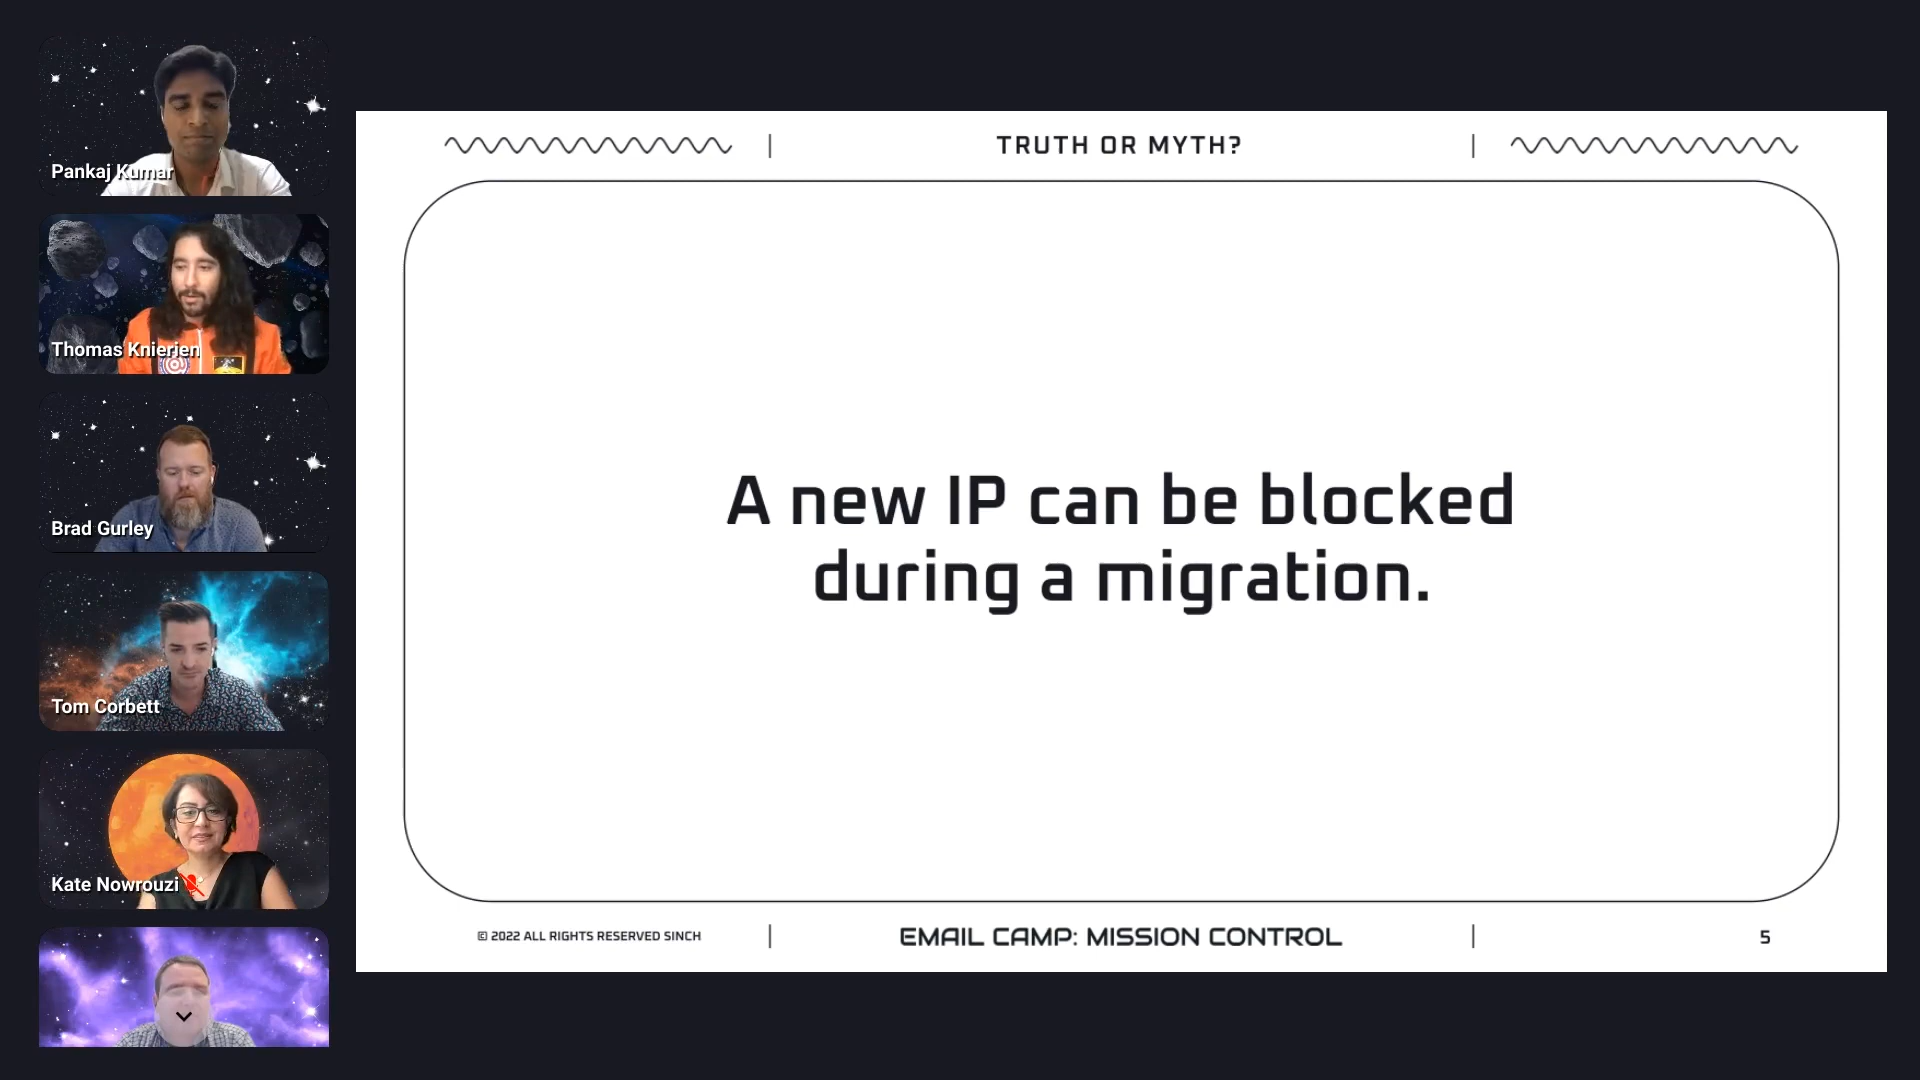 Pankaj Kumar
Thomas Knierien
Brad Gurley
Tom Corbett
Kate Nowrouzi
TRUTH OR MYTH?
A new IP can be blocked
during a migration.
© 2022 ALL RIGHTS RESERVED SINCH
EMAIL CAMP: MISSION CONTROL
5